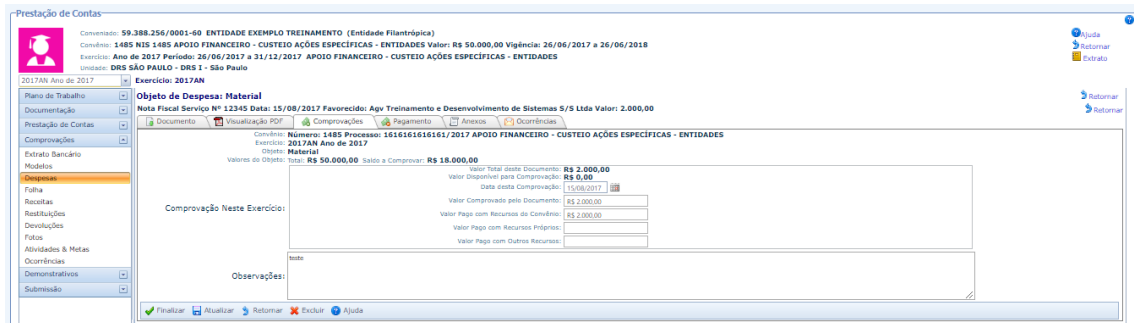 Prestação de Contas
Conveniado: 59.388.256/0001-60 ENTIDADE EXEMPLO TREINAMENTO (Entidade Filantrópica)
Convênio: 1485 NIS 1485 APOIO FINANCEIRO - CUSTEIO AÇÕES ESPECÍFICAS - ENTIDADES Valor: R$ 50.000,00 Vigência: 26/06/2017 a 26/06/2018
Exercício: Ano de 2017 Período: 26/06/2017 a 31/12/2017 APOIO FINANCEIRO - CUSTEIO AÇÕES ESPECÍFICAS - ENTIDADES
Unidade: DRS SÃO PAULO - DRS I - São Paulo
Ajuda
Retornar
Extrato
2017AN Ano de 2017
Exercício: 2017AN
Plano de Trabalho
Documentação
Prestação de Contas
Comprovações
Extrato Bancário
Modelos
Despesas
Folha
Receitas
Restituições
Devoluções
Fotos
Atividades & Metas
Ocorrências
Demonstrativos
Submissão
Objeto de Despesa: Material
Retornar
Nota Fiscal Serviço Nº 12345 Data: 15/08/2017 Favorecido: Agv Treinamento e Desenvolvimento de Sistemas S/S Ltda Valor: 2.000,00
Retornar
Documento Visualização PDF Comprovações Pagamento Anexos Ocorrências
Convênio: Número: 1485 Processo: 1616161616161/2017 APOIO FINANCEIRO - CUSTEIO AÇÕES ESPECÍFICAS - ENTIDADES
Exercício: 2017AN Ano de 2017
Objeto: Material
Valores do Objeto: Total: R$ 50.000,00 Saldo a Comprovar: R$ 18.000,00
Comprovação Neste Exercício:
Valor Total deste Documento: R$ 2.000,00
Valor Disponível para Comprovação: R$ 0,00
Data desta Comprovação: 15/08/2017
Valor Comprovado pelo Documento: R$ 2.000,00
Valor Pago com Recursos do Convênio: R$ 2.000,00
Valor Pago com Recursos Próprios:
Valor Pago com Outros Recursos:
Observações:
teste
Finalizar Atualizar Retornar Excluir Ajuda